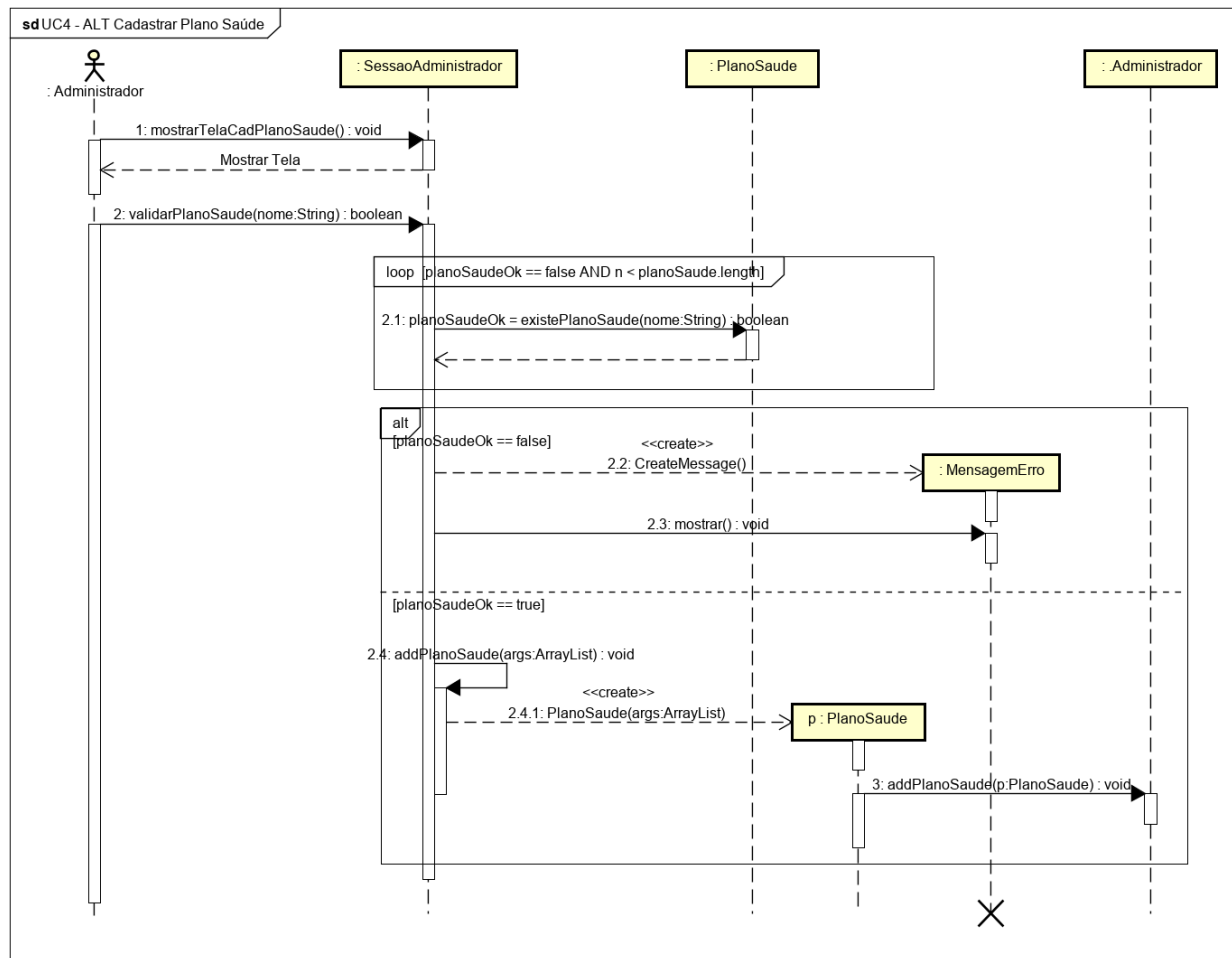 sd UC4 - ALT Cadastrar Plano Saúde
: Administrador
: SessaoAdministrador
: PlanoSaude
: .Administrador
1: mostrarTelaCadPlanoSaude() : void
Mostrar Tela
2: validarPlanoSaude(nome:String) : boolean
loop [planoSaudeOk == false AND n < planoSaude.length]
2.1: planoSaudeOk = existePlanoSaude(nome:String) : boolean
alt
[planoSaudeOk == false]
<<create>>
2.2: CreateMessage()
: MensagemErro
2.3: mostrar() : void
[planoSaudeOk == true]
2.4: addPlanoSaude(args:ArrayList) : void
<<create>>
2.4.1: PlanoSaude(args:ArrayList)
p : PlanoSaude
3: addPlanoSaude(p:PlanoSaude) : void